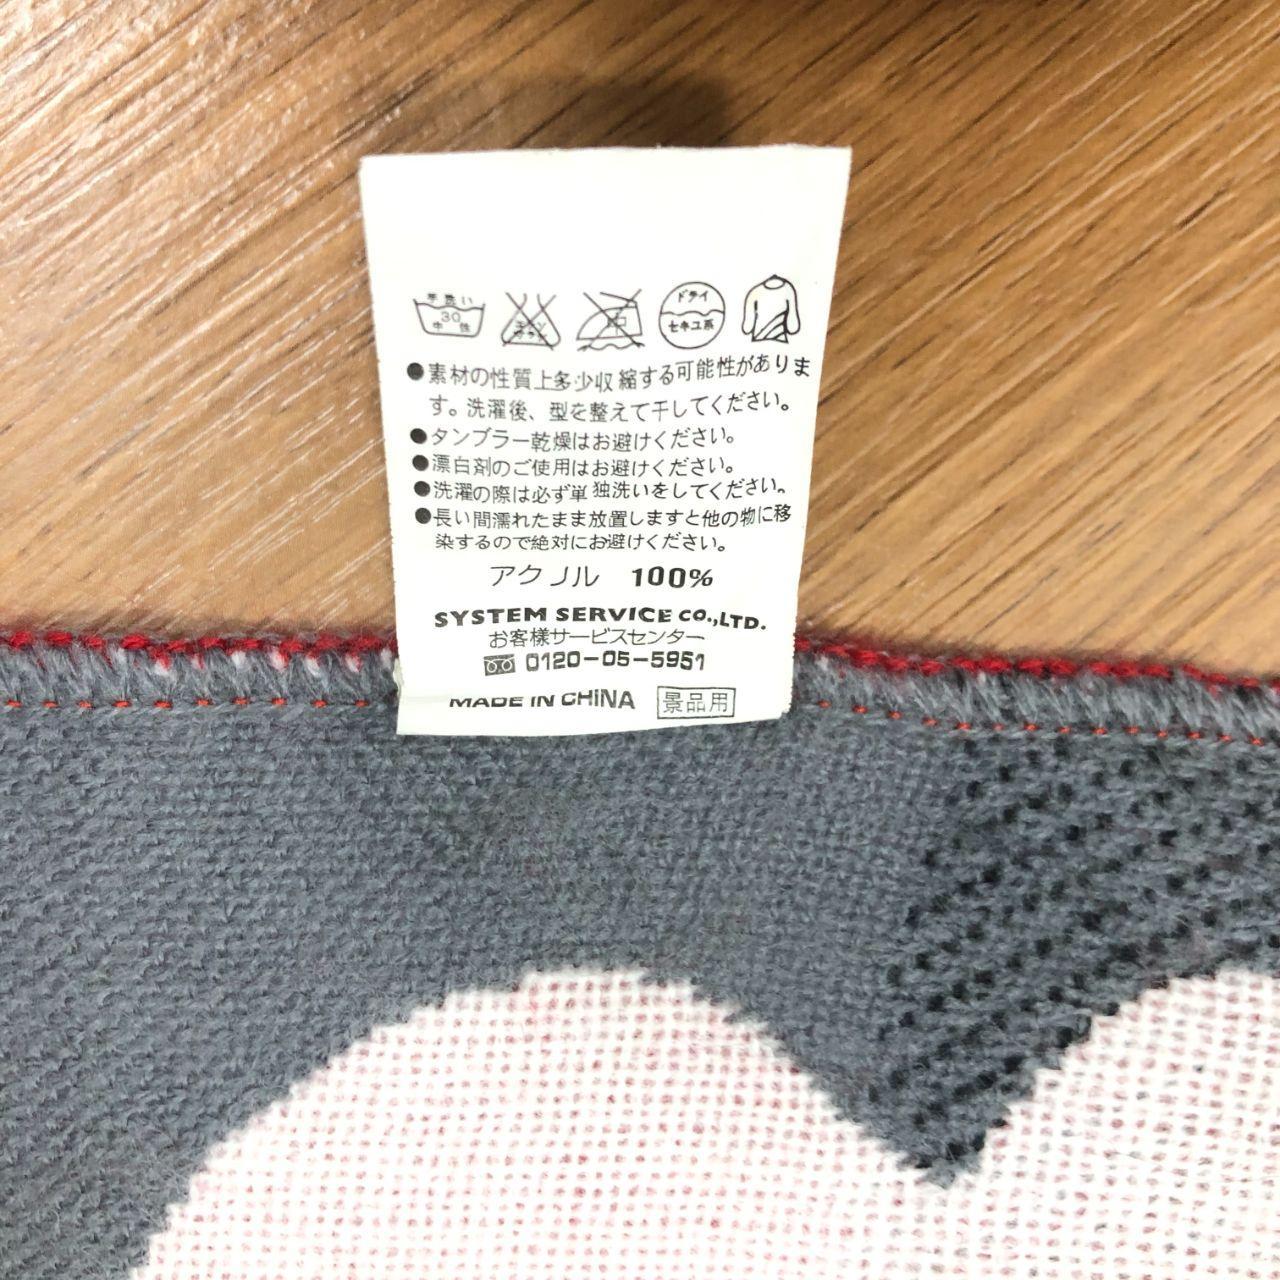 手洗い
30
中性
エンソ
サラシ
ドライ
セキユ系
●素材の性質上多少収縮する可能性がありま
す。洗濯後、型を整えて干してください。
●タンブラー乾燥はお避けください。
●漂白剤のご使用はお避けください。
●洗濯の際は必ず単独洗いをしてください。
●長い間濡れたまま放置しますと他の物に移
染するので絶対にお避けください。
アクリル 100%
SYSTEM SERVICE CO.,LTD.
お客様サービスセンター
0120-05-5951
MADE IN CHINA 景品用